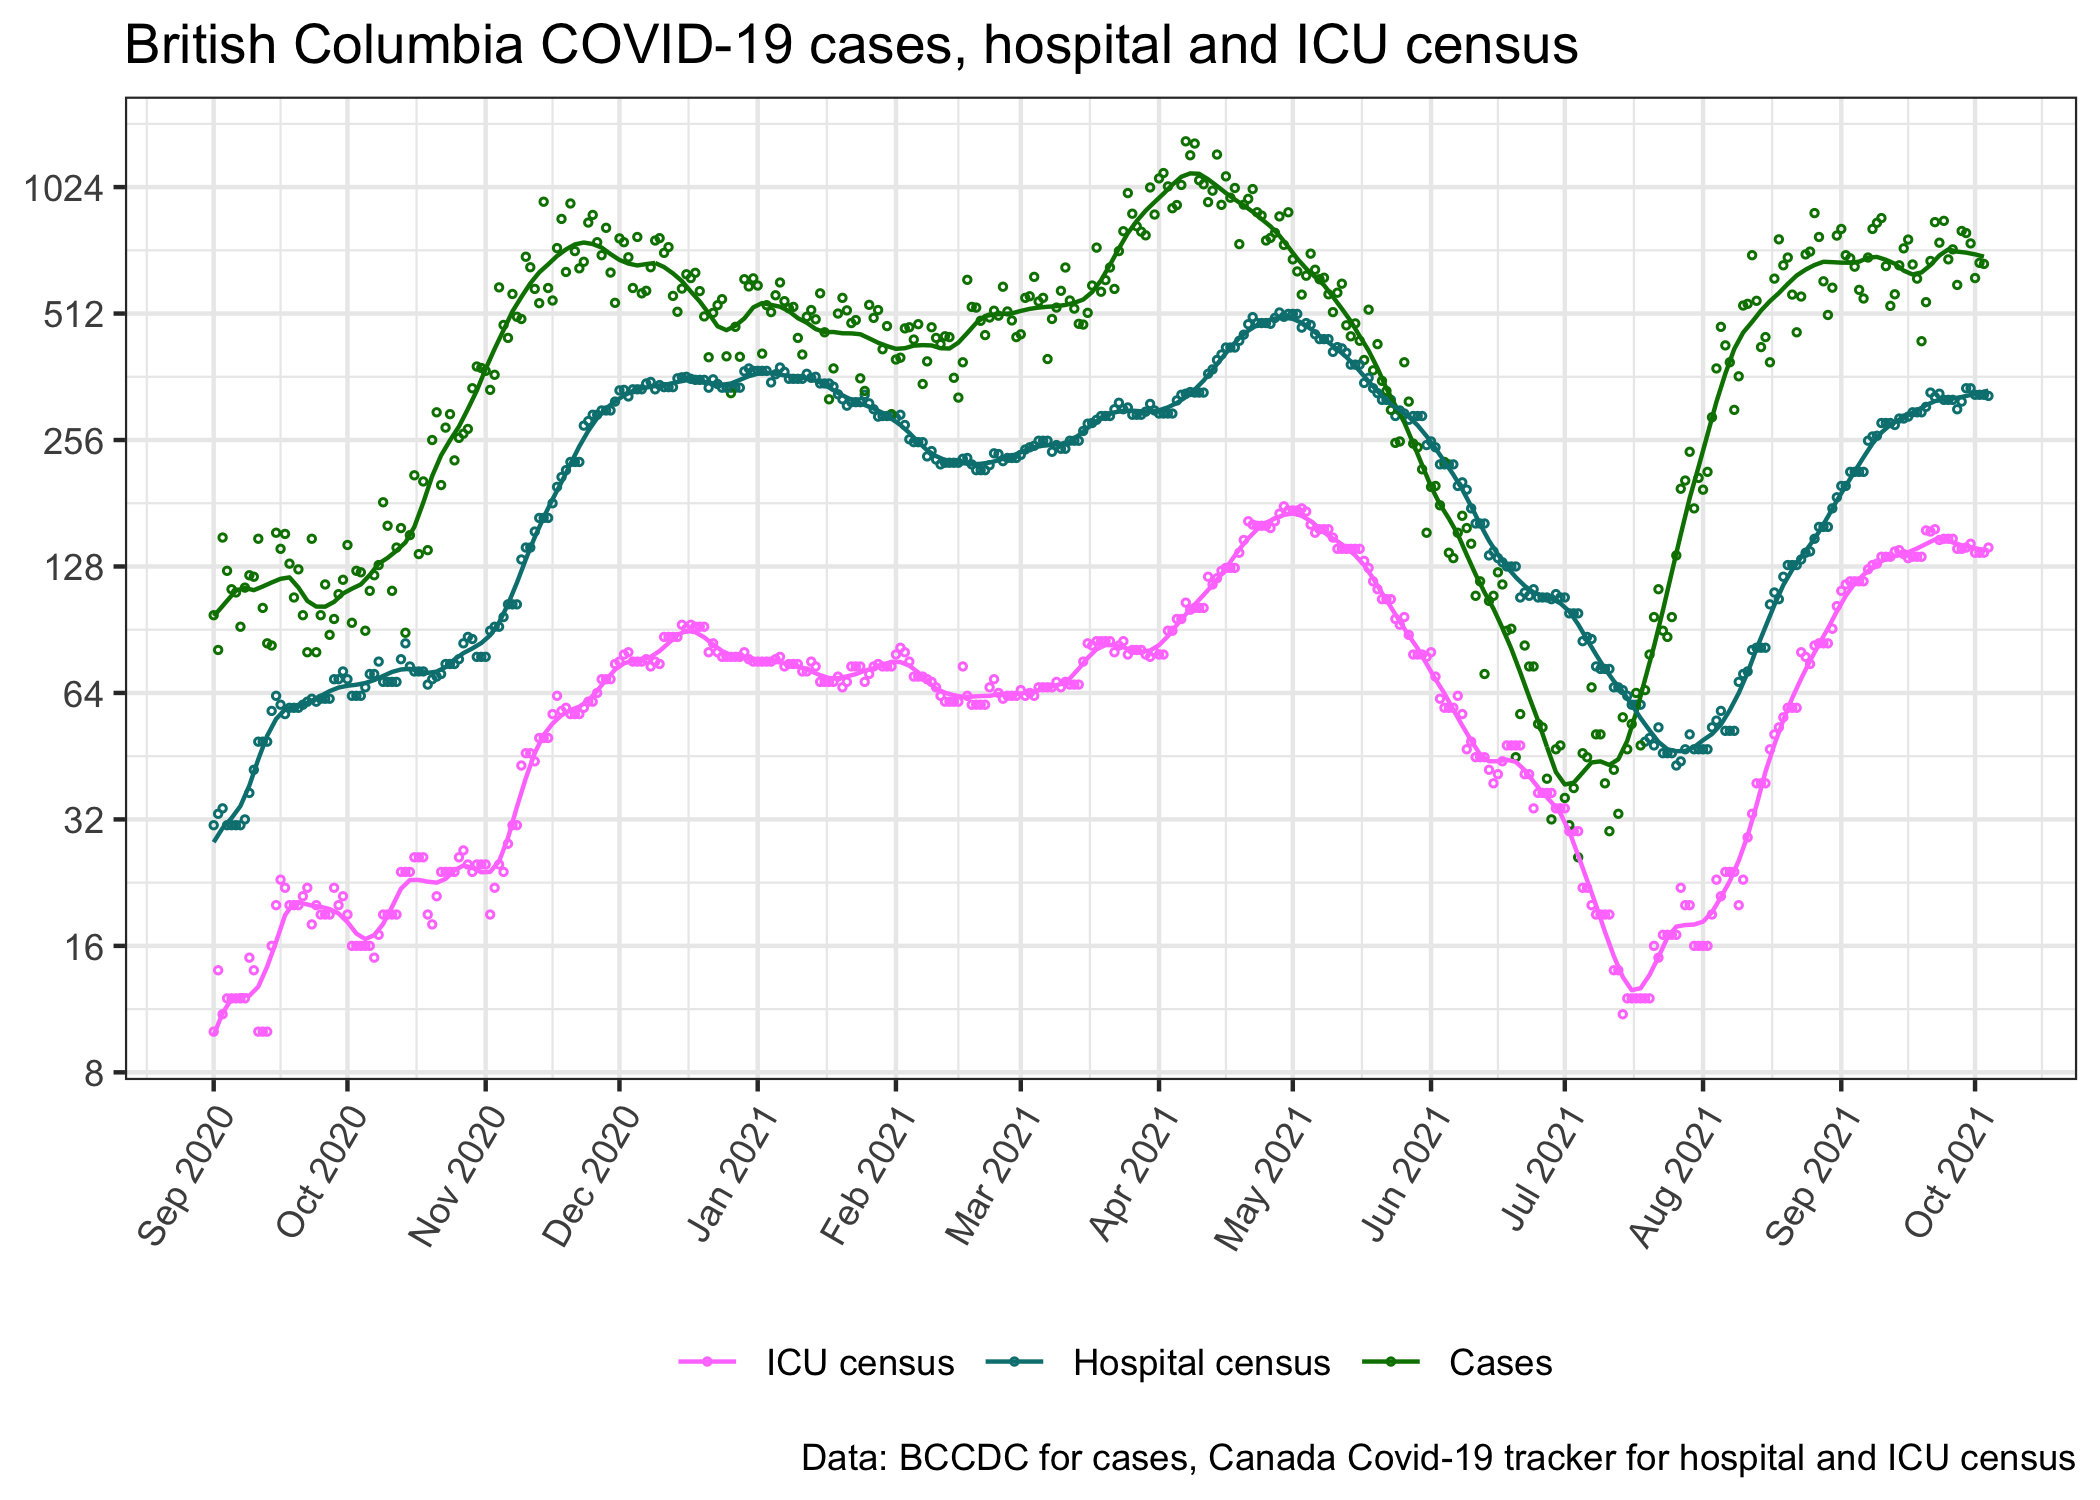 British Columbia COVID-19 cases, hospital and ICU census
1024
512
256
128
64
32
16
8
Sep 2020
Oct 2020
Nov 2020
Dec 2020
Jan 2021
Feb 2021
Mar 2021
Apr 2021
May 2021
Jun 2021
Jul 2021
Aug 2021
Sep 2021
Oct 2021
ICU census Hospital census Cases
Data: BCCDC for cases, Canada Covid-19 tracker for hospital and ICU census